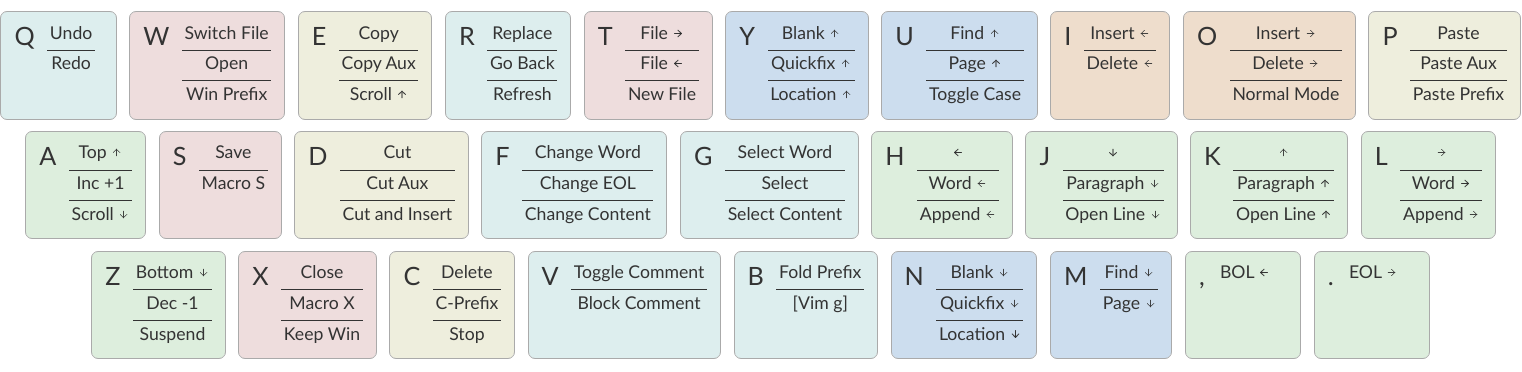 Q Undo
Redo
W Switch File
Open
Win Prefix
E Copy
Copy Aux
Scroll ↑
R Replace
Go Back
Refresh
T File →
File ←
New File
Y Blank ↑
Quickfix ↑
Location ↑
U Find ↑
Page ↑
Toggle Case
I Insert ←
Delete ←
O Insert →
Delete →
Normal Mode
P Paste
Paste Aux
Paste Prefix
A Top ↑
Inc +1
Scroll ↓
S Save
Macro S
D Cut
Cut Aux
Cut and Insert
F Change Word
Change EOL
Change Content
G Select Word
Select
Select Content
H ←
Word ←
Append ←
J ↓
Paragraph ↓
Open Line ↓
K ↑
Paragraph ↑
Open Line ↑
L →
Word →
Append →
Z Bottom ↓
Dec -1
Suspend
X Close
Macro X
Keep Win
C Delete
C-Prefix
Stop
V Toggle Comment
Block Comment
B Fold Prefix
[Vim g]
N Blank ↓
Quickfix ↓
Location ↓
M Find ↓
Page ↓
, BOL ←
. EOL →